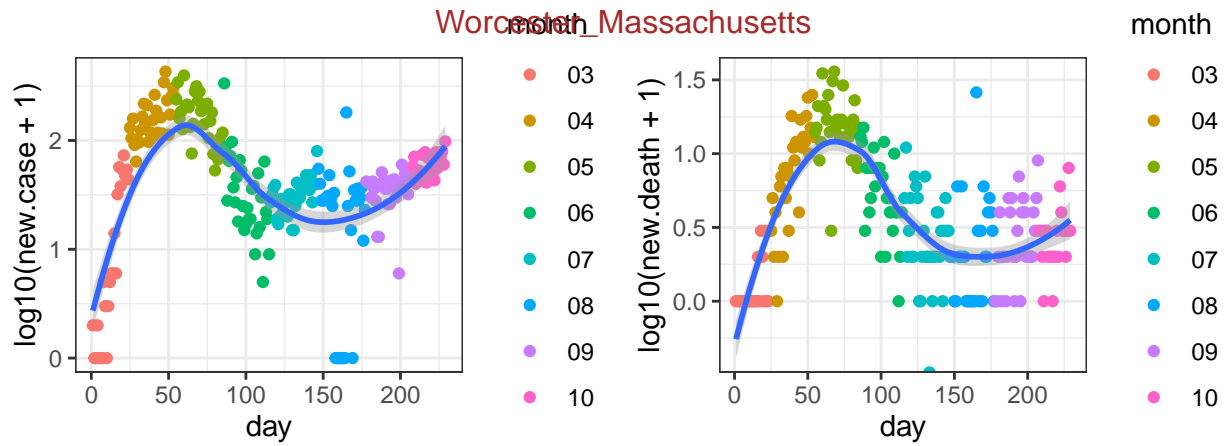 Worcester_Massachusetts
log10(new.case + 1)
2
1
0
0 50 100 150 200
day
month
03
04
05
06
07
08
09
10
log10(new.death + 1)
1.5
1.0
0.5
0.0
0 50 100 150 200
day
month
03
04
05
06
07
08
09
10